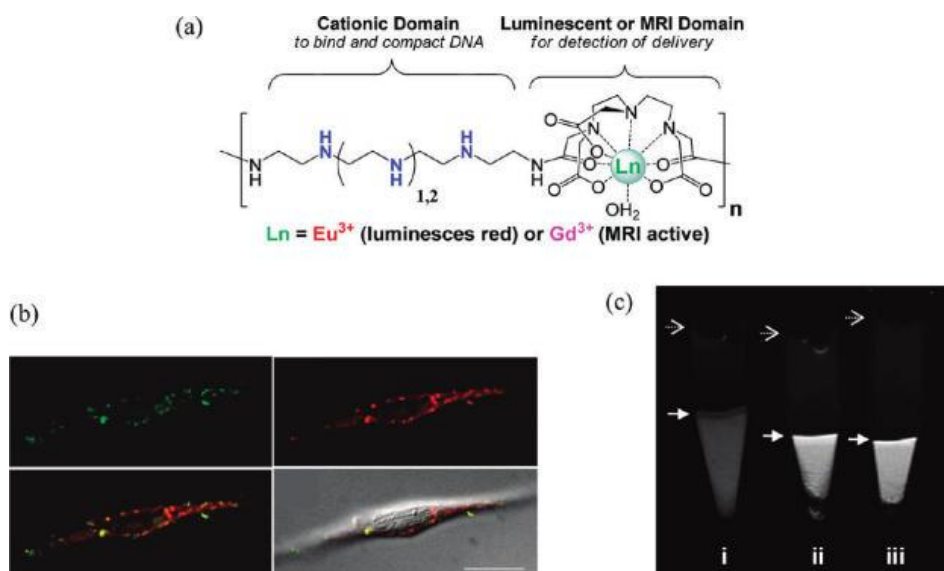 (a)
Cationic Domain
to bind and compact DNA
Luminescent or MRI Domain
for detection of delivery
N
H
H
N
N
H
H
N
N
H
1,2
O
O
N
N
N
O
O
O
O
O
O
Ln
OH2
n
Ln = Eu3+ (luminesces red) or Gd3+ (MRI active)
(b)
(c)
i
ii
iii